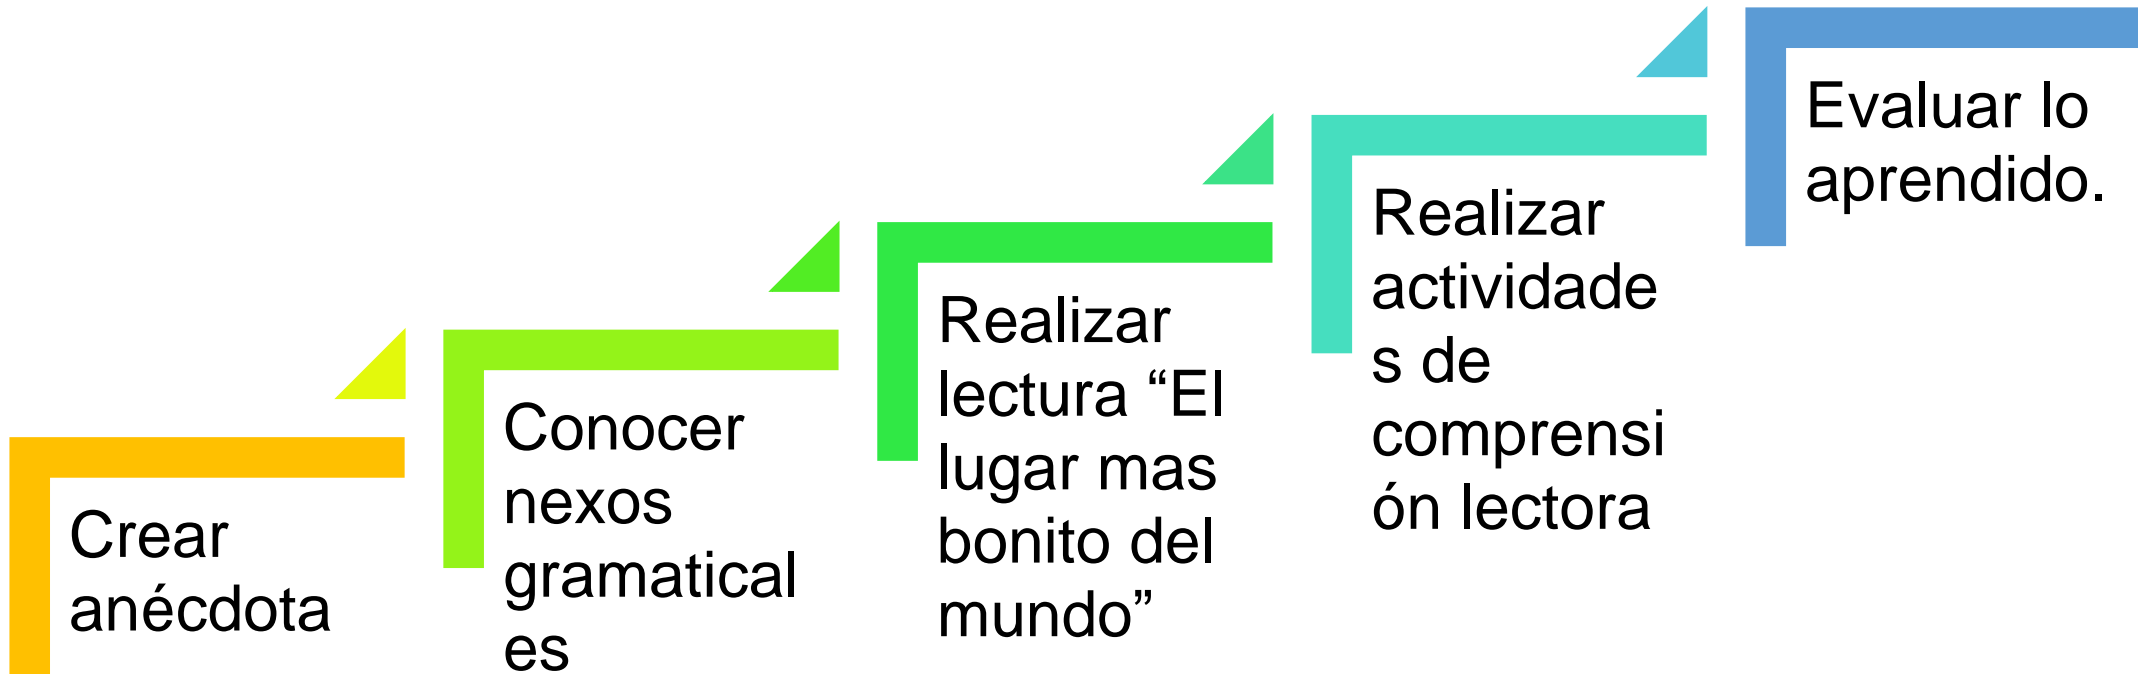 Crear
anécdota
Conocer
nexos
gramatical
es
Realizar
lectura “El
lugar mas
bonito del
mundo”
Realizar
actividade
s de
comprensi
ón lectora
Evaluar lo
aprendido.